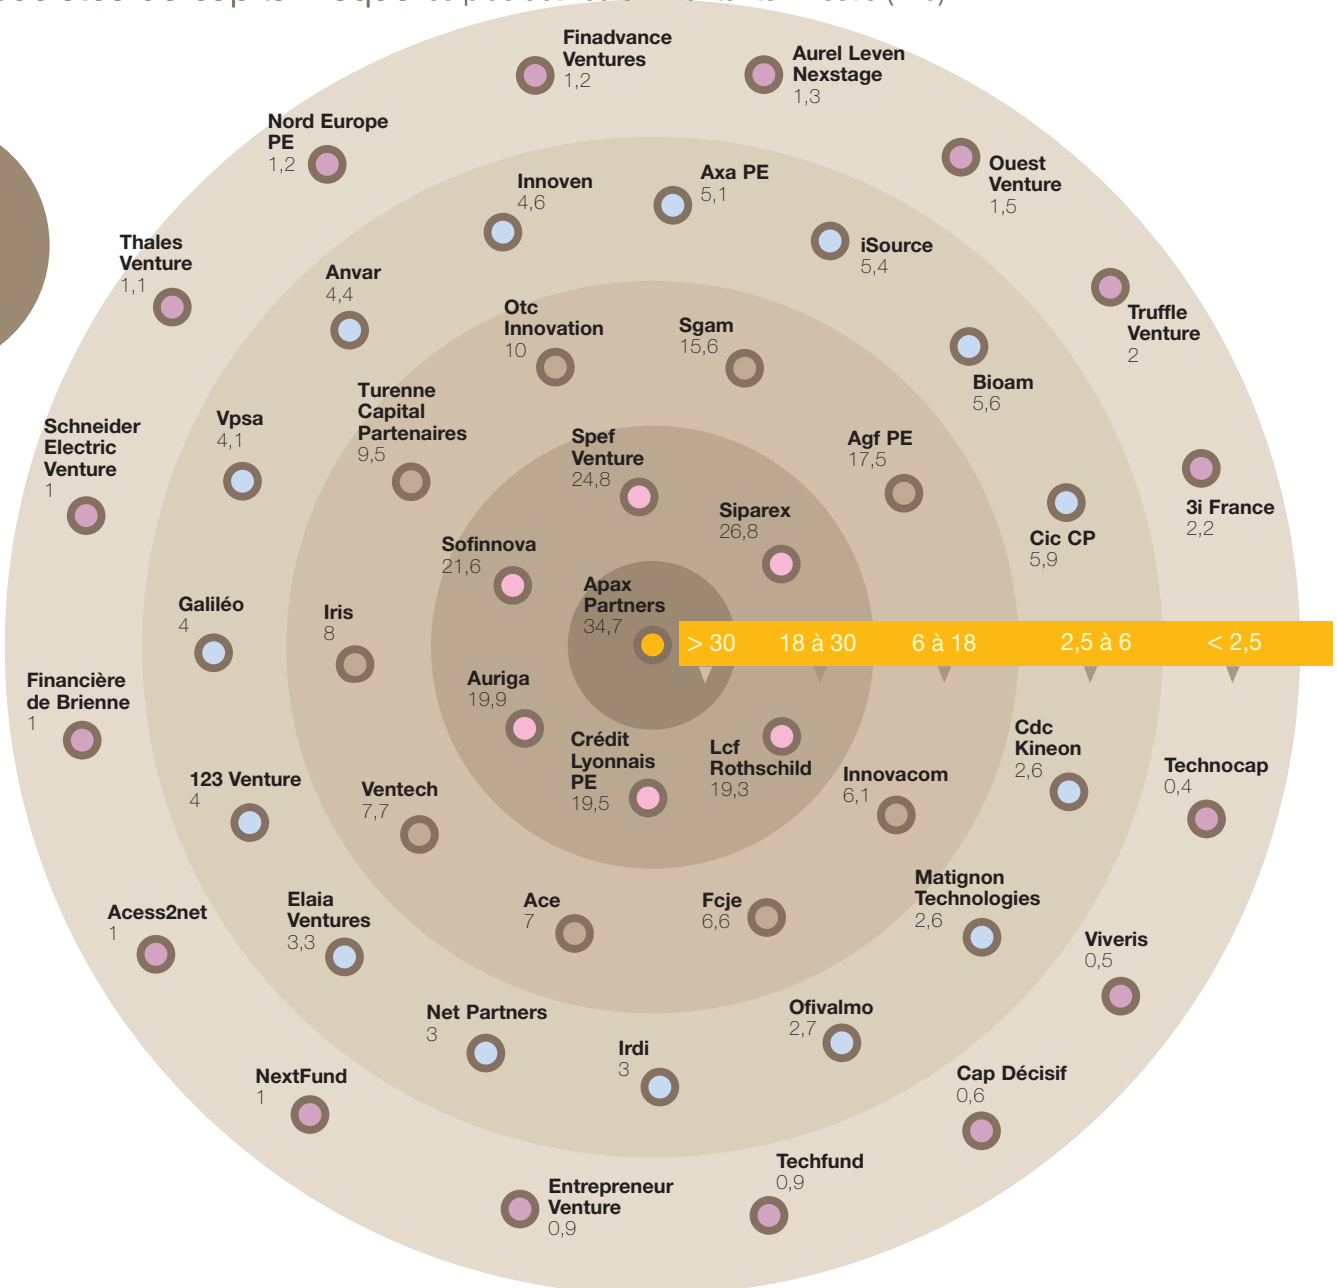 Finadvance
Ventures
1,2
Aurel Leven
Nexstage
1,3
Nord Europe
PE
1,2
Ouest
Venture
1,5
Innoven
4,6
Axa PE
5,1
iSource
5,4
Thales
Venture
1,1
Anvar
4,4
Otc
Innovation
10
Sgam
15,6
Truffle
Venture
2
Bioam
5,6
Turenne
Capital
Partenaires
9,5
Vpsa
4,1
Schneider
Electric
Venture
1
Spef
Venture
24,8
Agf PE
17,5
3i France
2,2
Siparex
26,8
Cic CP
5,9
Sofinnova
21,6
Apax
Partners
34,7
Galiléo
4
Iris
8
> 30 18 à 30 6 à 18 2,5 à 6 < 2,5
Financière
de Brienne
1
Auriga
19,9
Crédit
Lyonnais
PE
19,5
Lcf
Rothschild
19,3
Cdc
Kineon
2,6
Technocap
0,4
123 Venture
4
Ventech
7,7
Innovacom
6,1
Acess2net
1
Elaia
Ventures
3,3
Ace
7
Fcje
6,6
Matignon
Technologies
2,6
Viveris
0,5
Net Partners
3
Irdi
3
Ofivalmo
2,7
NextFund
1
Cap Décisif
0,6
Techfund
0,9
Entrepreneur
Venture
0,9